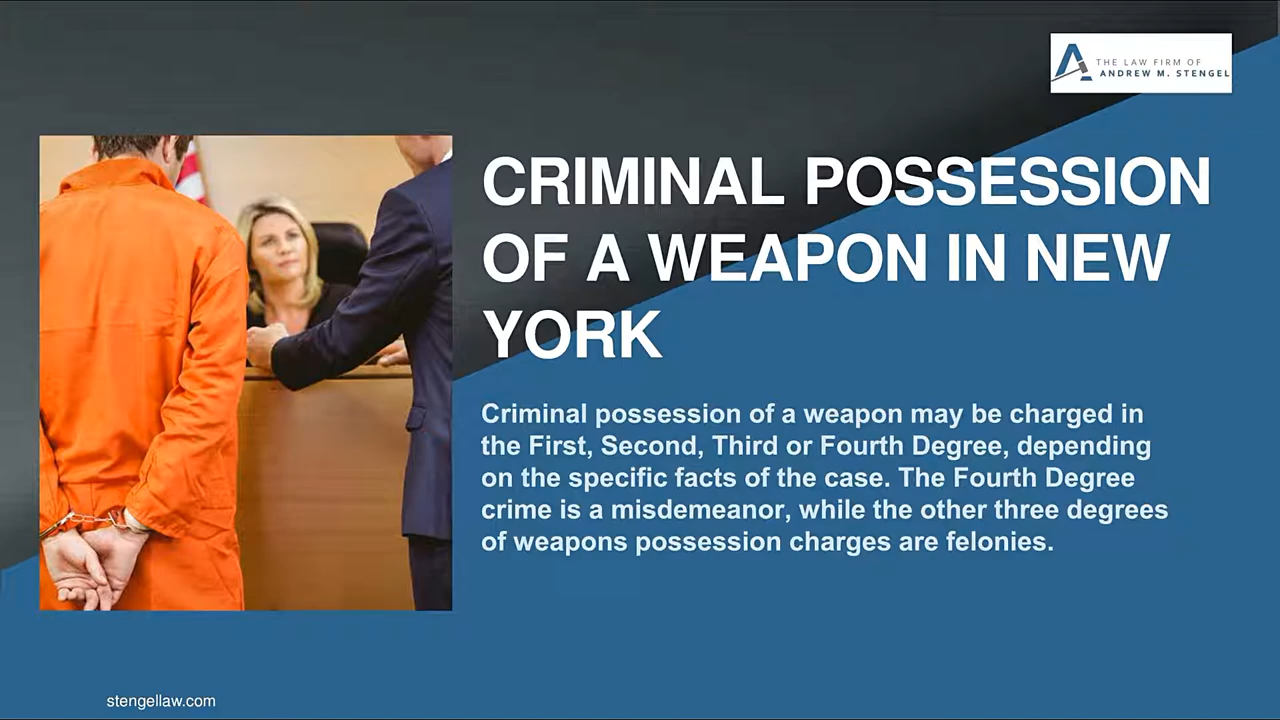 THE LAW FIRM OF
ANDREW M. STENGEL
CRIMINAL POSSESSION
OF A WEAPON IN NEW
YORK
Criminal possession of a weapon may be charged in
the First, Second, Third or Fourth Degree, depending
on the specific facts of the case. The Fourth Degree
crime is a misdemeanor, while the other three degrees
of weapons possession charges are felonies.
stengellaw.com